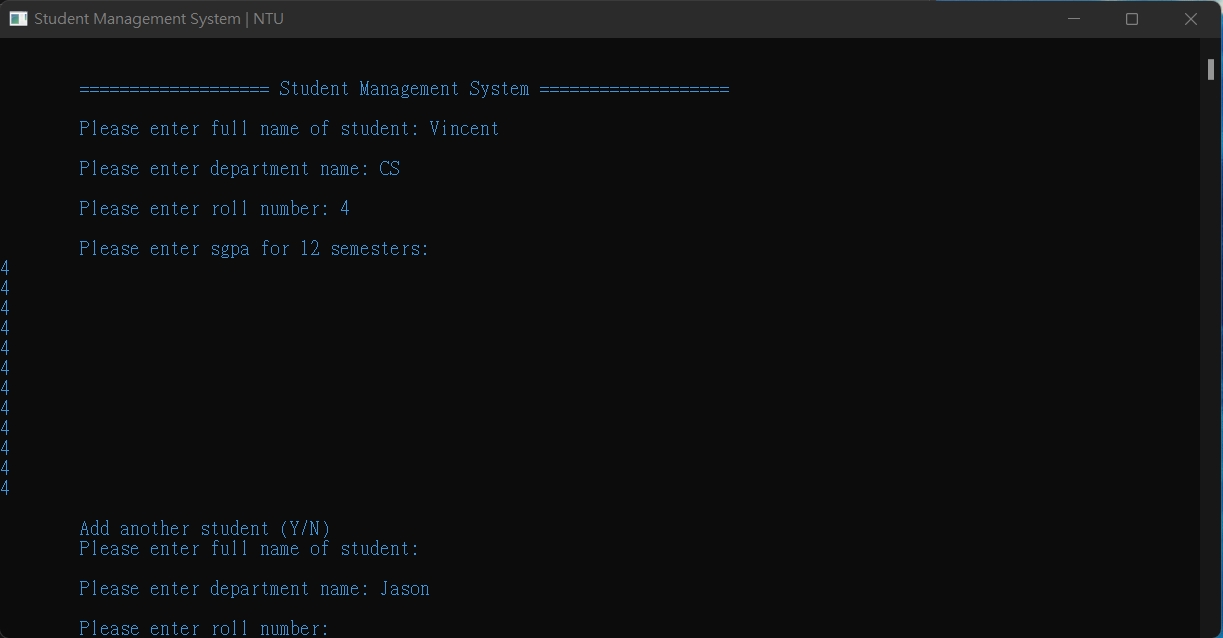 Student Management System | NTU
=================== Student Management System ===================
Please enter full name of student: Vincent
Please enter department name: CS
Please enter roll number: 4
Please enter sgpa for 12 semesters:
4
4
4
4
4
4
4
4
4
4
4
4
Add another student (Y/N)
Please enter full name of student:
Please enter department name: Jason
Please enter roll number: